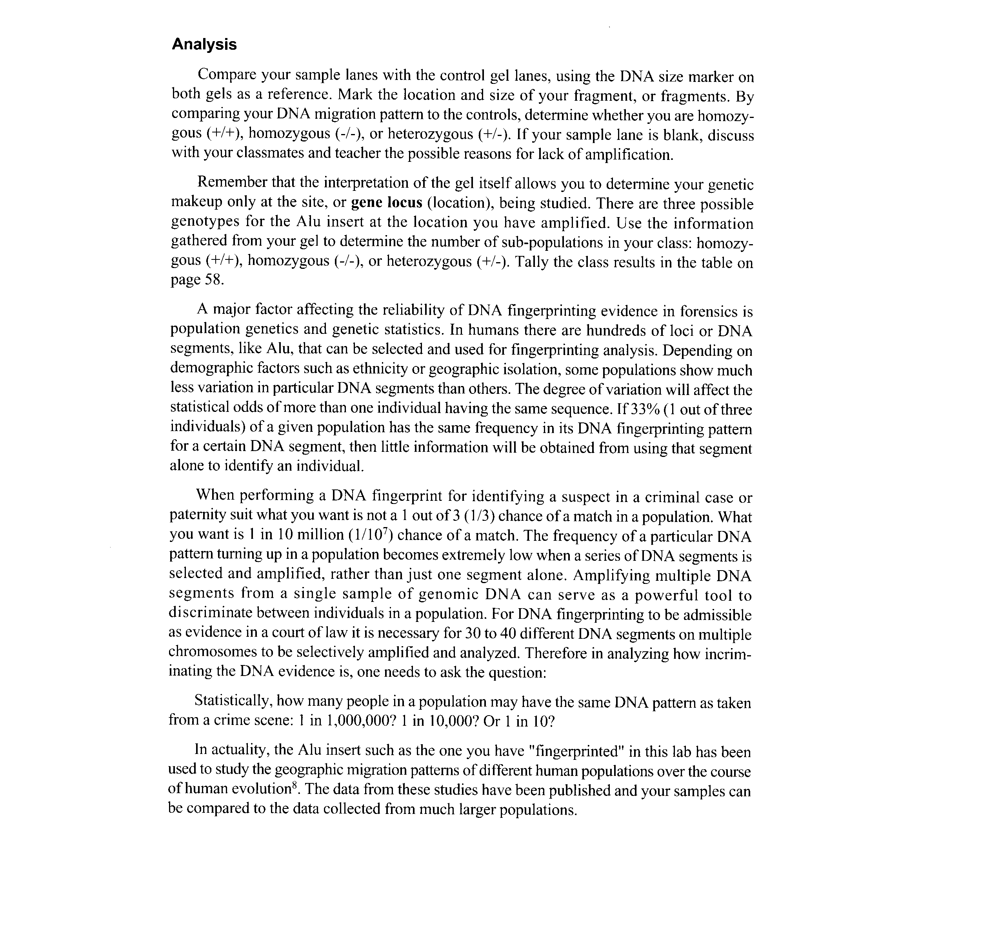 Analysis
Compare your sample lanes with the control gel lanes, using the DNA size marker on
both gels as a reference. Mark the location and size of your fragment, or fragments. By
comparing your DNA migration pattern to the controls, determine whether you are homozy-
gous (+/+), homozygous (-/-), or heterozygous (+/-). If your sample lane is blank, discuss
with your classmates and teacher the possible reasons for lack of amplification.
Remember that the interpretation of the gel itself allows you to determine your genetic
makeup only at the site, or gene locus (location), being studied. There are three possible
genotypes for the Alu insert at the location you have amplified. Use the information
gathered from your gel to determine the number of sub-populations in your class: homozy-
gous (+/+), homozygous (-/-), or heterozygous (+/-). Tally the class results in the table on
page 58.
A major factor affecting the reliability of DNA fingerprinting evidence in forensics is
population genetics and genetic statistics. In humans there are hundreds of loci or DNA
segments, like Alu, that can be selected and used for fingerprinting analysis. Depending on
demographic factors such as ethnicity or geographic isolation, some populations show much
less variation in particular DNA segments than others. The degree of variation will affect the
statistical odds of more than one individual having the same sequence. If 33% (1 out of three
individuals) of a given population has the same frequency in its DNA fingerprinting pattern
for a certain DNA segment, then little information will be obtained from using that segment
alone to identify an individual.
When performing a DNA fingerprint for identifying a suspect in a criminal case or
paternity suit what you want is not a 1 out of 3 (1/3) chance of a match in a population. What
you want is 1 in 10 million (1/10⁷) chance of a match. The frequency of a particular DNA
pattern turning up in a population becomes extremely low when a series of DNA segments is
selected and amplified, rather than just one segment alone. Amplifying multiple DNA
segments from a single sample of genomic DNA can serve as a powerful tool to
discriminate between individuals in a population. For DNA fingerprinting to be admissible
as evidence in a court of law it is necessary for 30 to 40 different DNA segments on multiple
chromosomes to be selectively amplified and analyzed. Therefore in analyzing how incrim-
inating the DNA evidence is, one needs to ask the question:
Statistically, how many people in a population may have the same DNA pattern as taken
from a crime scene: 1 in 1,000,000? 1 in 10,000? Or 1 in 10?
In actuality, the Alu insert such as the one you have "fingerprinted" in this lab has been
used to study the geographic migration patterns of different human populations over the course
of human evolution⁸. The data from these studies have been published and your samples can
be compared to the data collected from much larger populations.